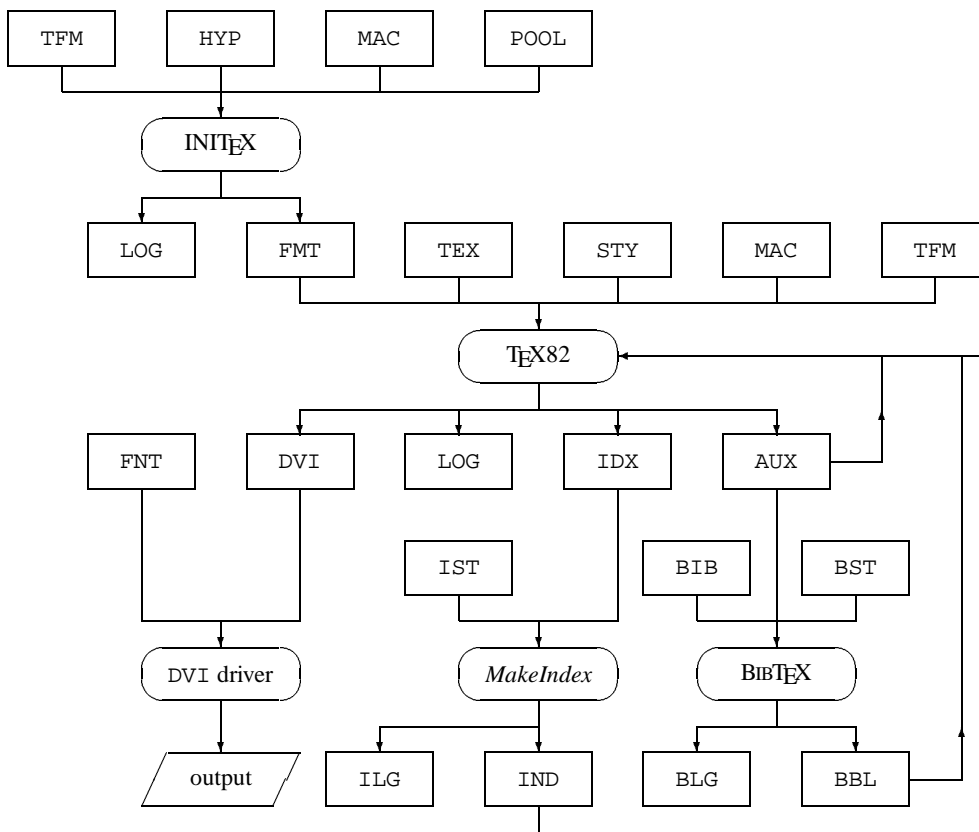 TFM HYP MAC POOL
INITEX
LOG FMT TEX STY MAC TFM
TEX82
FNT DVI LOG IDX AUX
IST BIB BST
DVI driver MakeIndex BIBTEX
output ILG IND BLG BBL